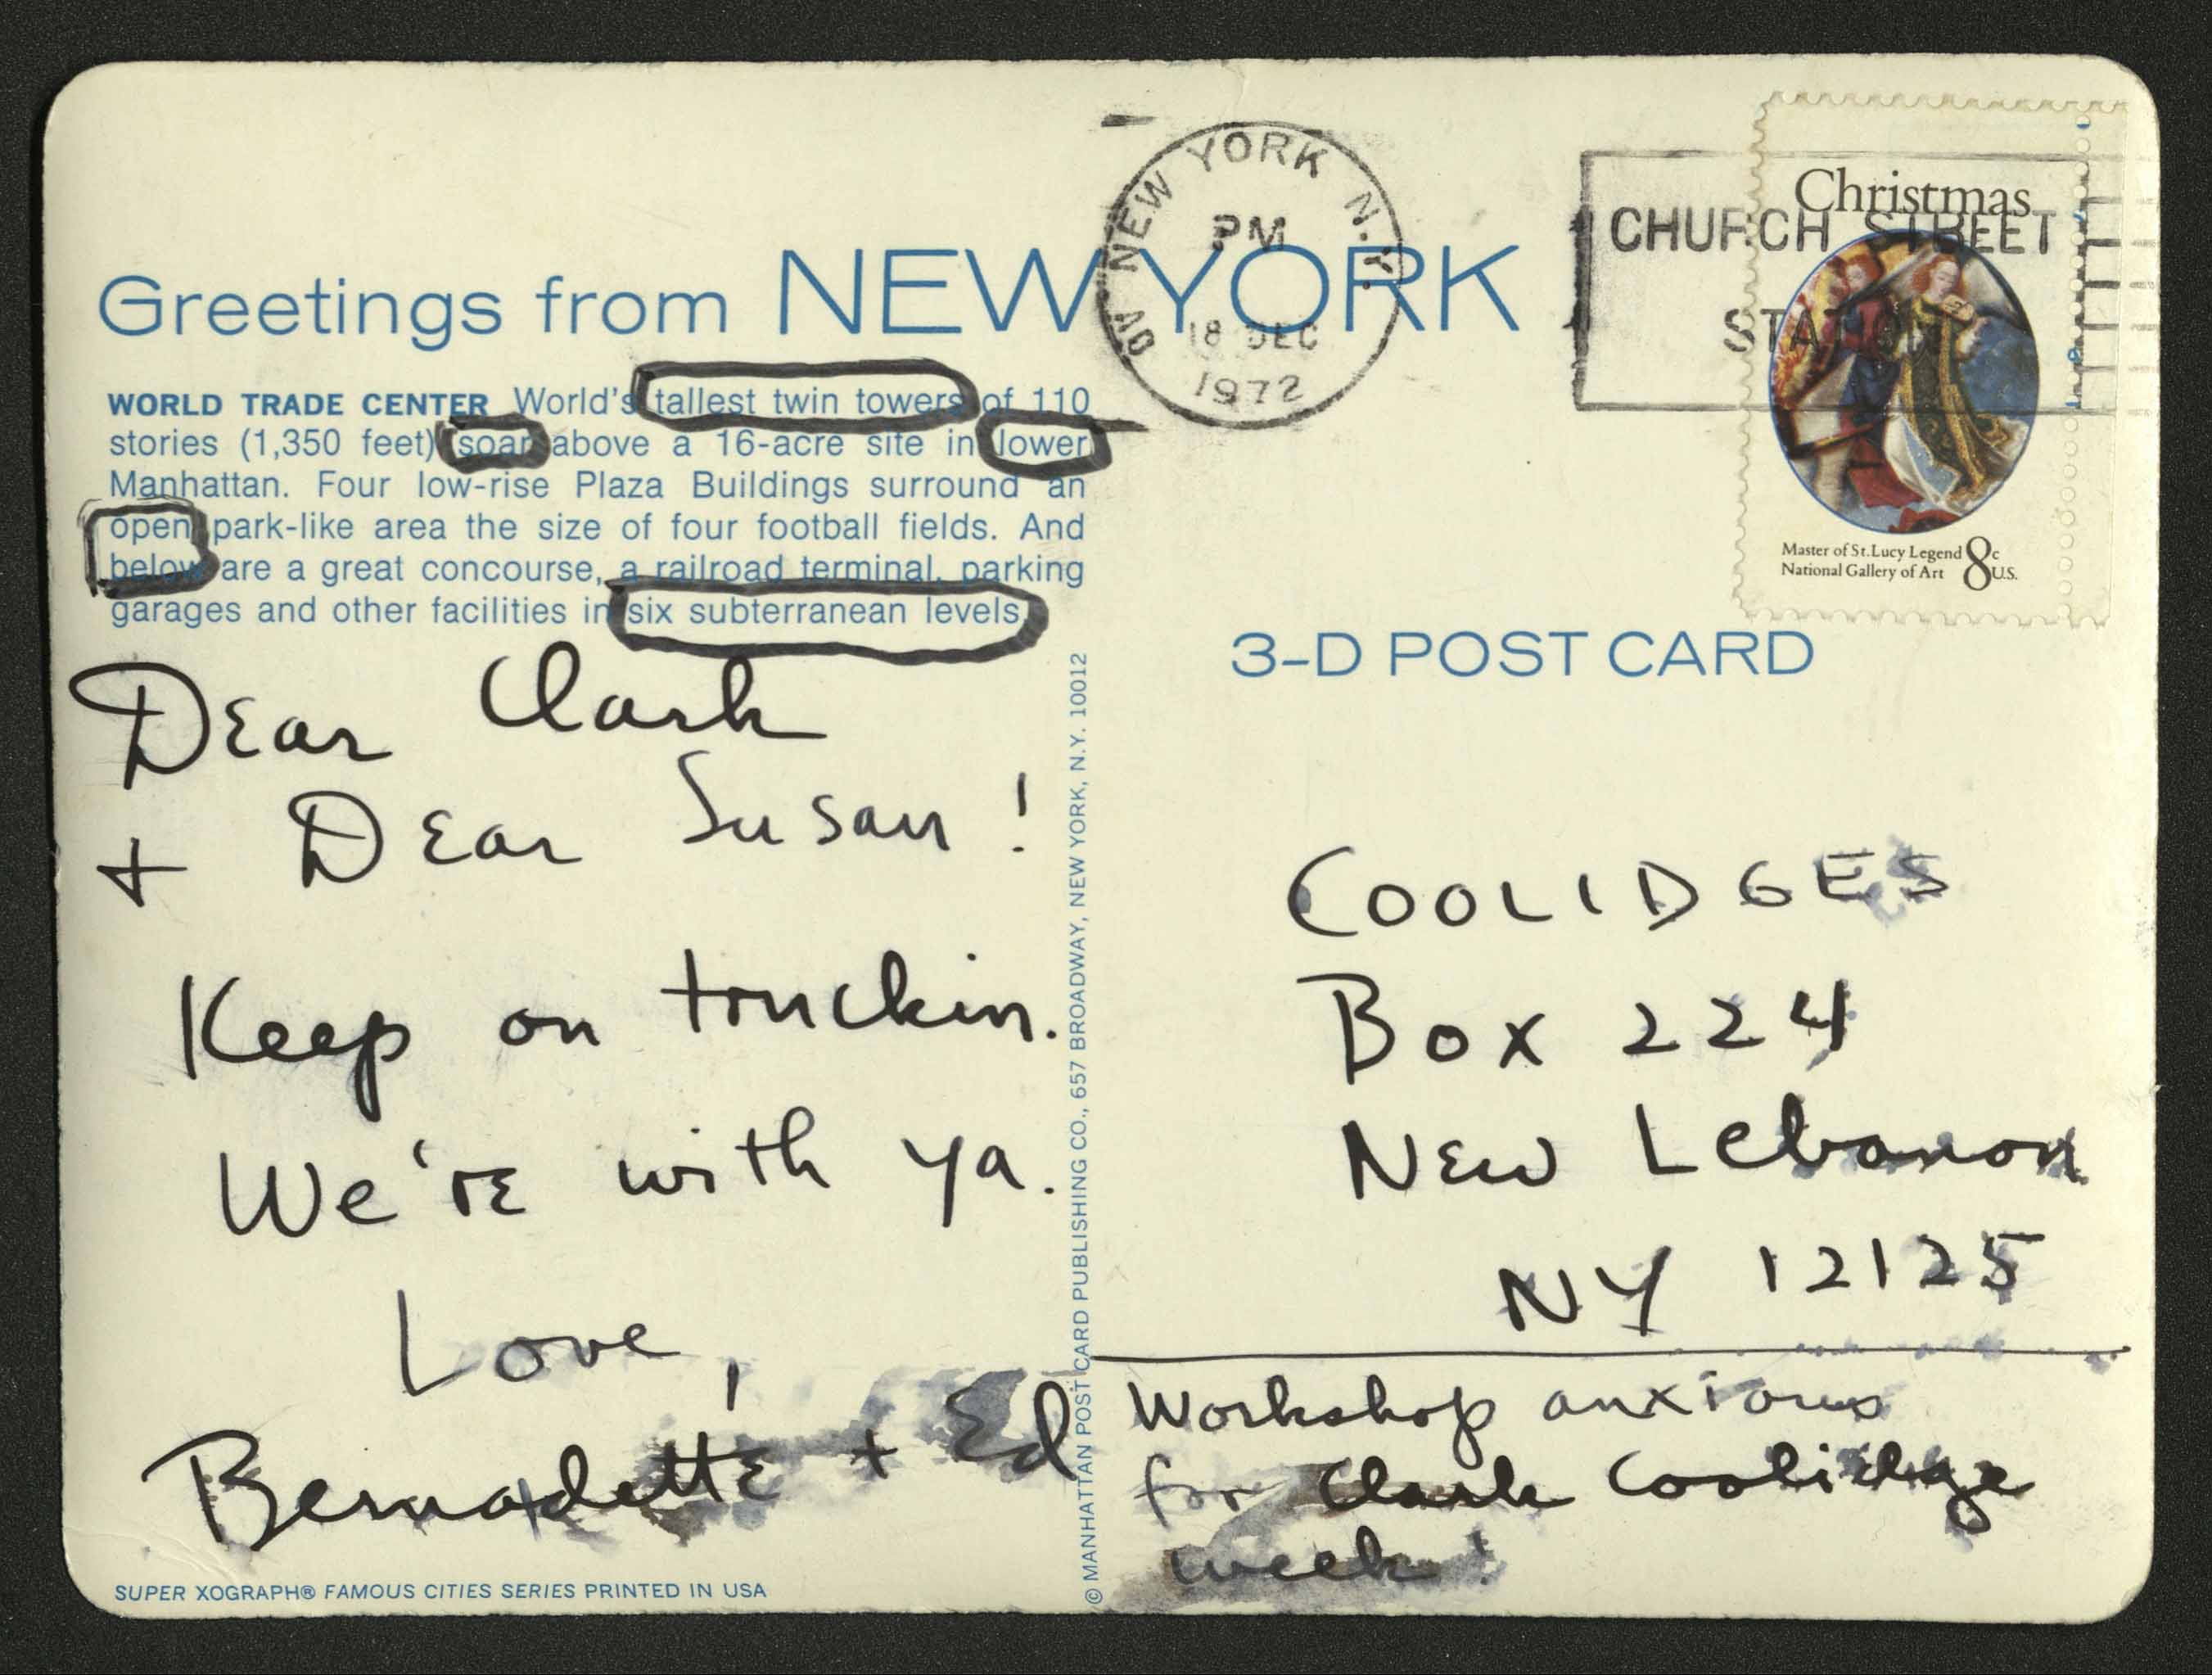 Greetings from NEW YORK
WORLD TRADE CENTER World's tallest twin towers of 110
stories (1,350 feet) soar above a 16-acre site in lower
Manhattan. Four low-rise Plaza Buildings surround an
open park-like area the size of four football fields. And
below are a great concourse, a railroad terminal, parking
garages and other facilities in six subterranean levels.
Dear Clark
+ Dear Susan!
Keep on truckin.
We're with ya.
Love,
Bernadette + Ed
SUPER XOGRAPH® FAMOUS CITIES SERIES PRINTED IN USA
© MANHATTAN POST CARD PUBLISHING CO., 657 BROADWAY, NEW YORK, N.Y. 10012
NEW YORK N.Y.
PM
18 DEC
1972
CHURCH STREET
STATION
Christmas
Master of St. Lucy Legend
National Gallery of Art
8c U.S.
3-D POST CARD
COOLIDGES
Box 224
New Lebanon
NY 12125
Workshop anxious
for Clark Coolidge
week!